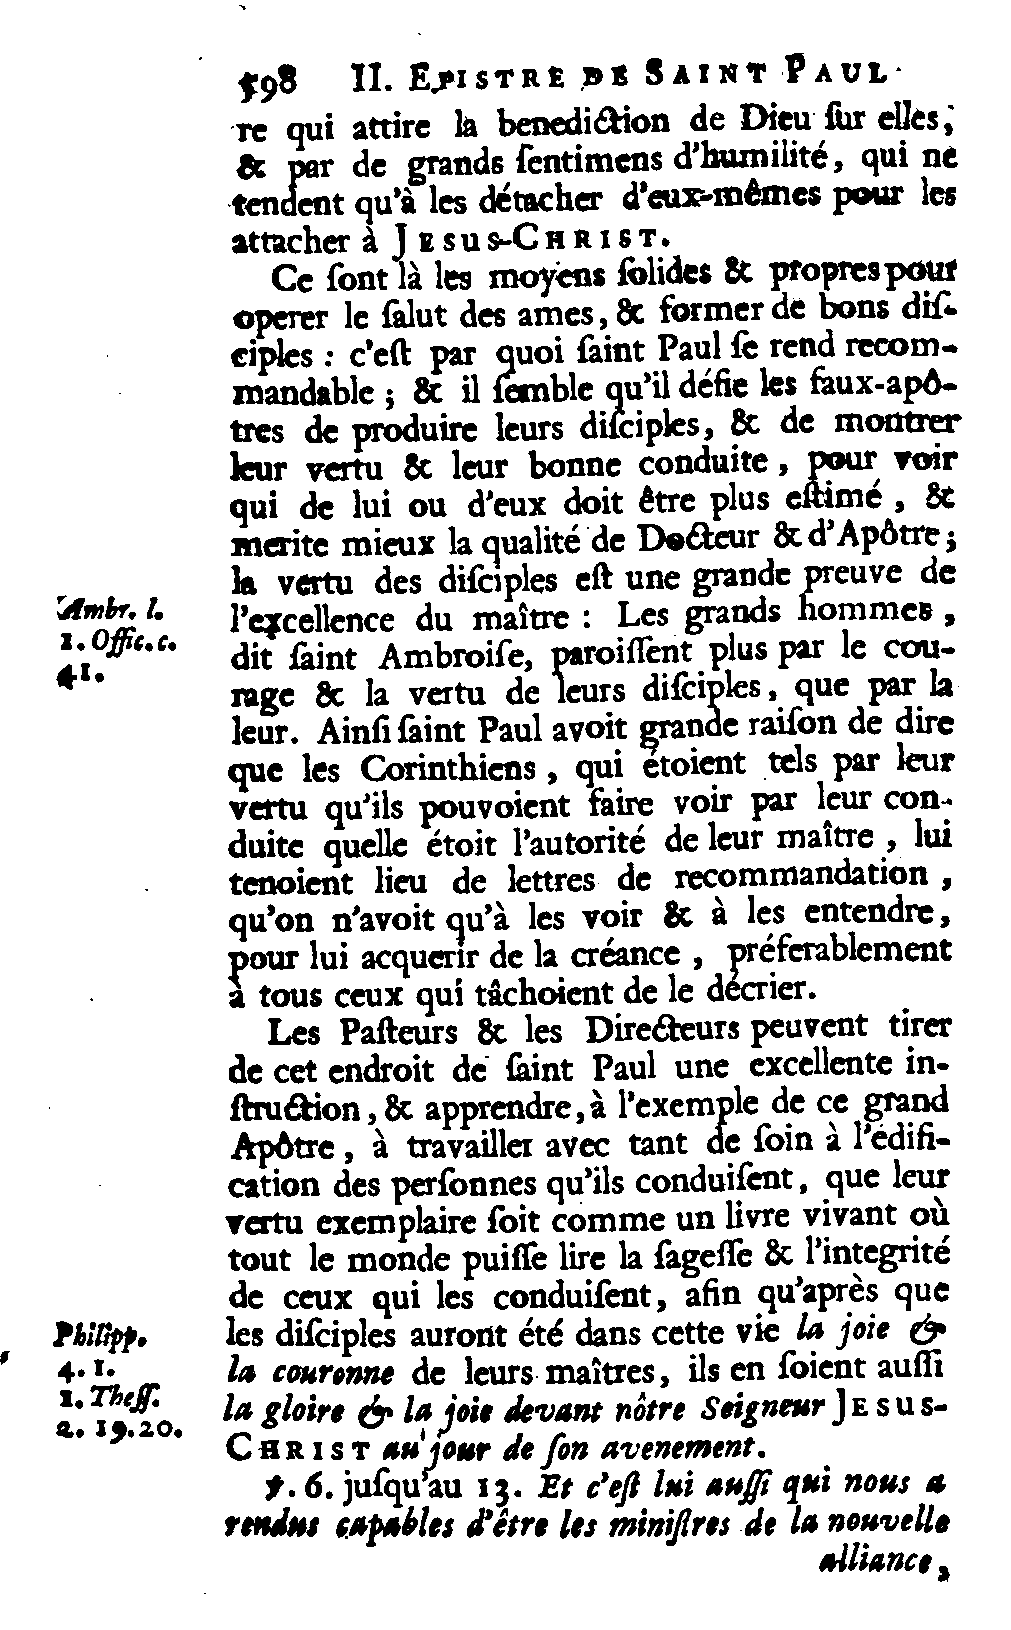 598 II. EPISTRE DE SAINT PAUL
re qui attire la benediction de Dieu ſur elles;
& par de grands ſentimens d'humilité, qui ne
tendent qu'à les détacher d'eux-mêmes pour les
attacher à JESUS-CHRIST.
Ce ſont là les moyens ſolides & propres pour
operer le ſalut des ames, & former de bons diſ-
ciples : c'eſt par quoi ſaint Paul ſe rend recom-
mandable ; & il ſemble qu'il défie les faux-apô-
tres de produire leurs diſciples, & de montrer
leur vertu & leur bonne conduite, pour voir
qui de lui ou d'eux doit être plus eſtimé, &
merite mieux la qualité de Docteur & d'Apôtre;
la vertu des diſciples eſt une grande preuve de
l'excellence du maître : Les grands hommes,
dit ſaint Ambroiſe, paroiſſent plus par le cou-
rage & la vertu de leurs diſciples, que par la
leur. Ainſi ſaint Paul avoit grande raiſon de dire
que les Corinthiens, qui étoient tels par leur
vertu qu'ils pouvoient faire voir par leur con-
duite quelle étoit l'autorité de leur maître, lui
tenoient lieu de lettres de recommandation,
qu'on n'avoit qu'à les voir & à les entendre,
pour lui acquerir de la créance, préferablement
à tous ceux qui tâchoient de le décrier.
Les Paſteurs & les Directeurs peuvent tirer
de cet endroit de ſaint Paul une excellente in-
ſtruction, & apprendre, à l'exemple de ce grand
Apôtre, à travailler avec tant de ſoin à l'édifi-
cation des perſonnes qu'ils conduiſent, que leur
vertu exemplaire ſoit comme un livre vivant où
tout le monde puiſſe lire la ſageſſe & l'integrité
de ceux qui les conduiſent, afin qu'après que
les diſciples auront été dans cette vie la joie &
la couronne de leurs maîtres, ils en ſoient auſſi
la gloire & la joie devant nôtre Seigneur JESUS-
CHRIST au jour de ſon avenement.
℣. 6. juſqu'au 13. Et c'eſt lui auſſi qui nous a
rendus capables d'être les miniſtres de la nouvelle
alliance,
Ambr. l.
1. Offic. c.
41.
Philipp.
4. 1.
1. Theſſ.
2. 19. 20.